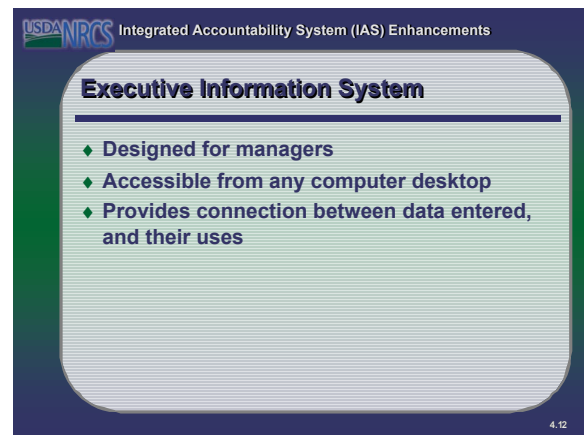 USDA NRCS Integrated Accountability System (IAS) Enhancements
Executive Information System
♦ Designed for managers
♦ Accessible from any computer desktop
♦ Provides connection between data entered,
and their uses
4.12